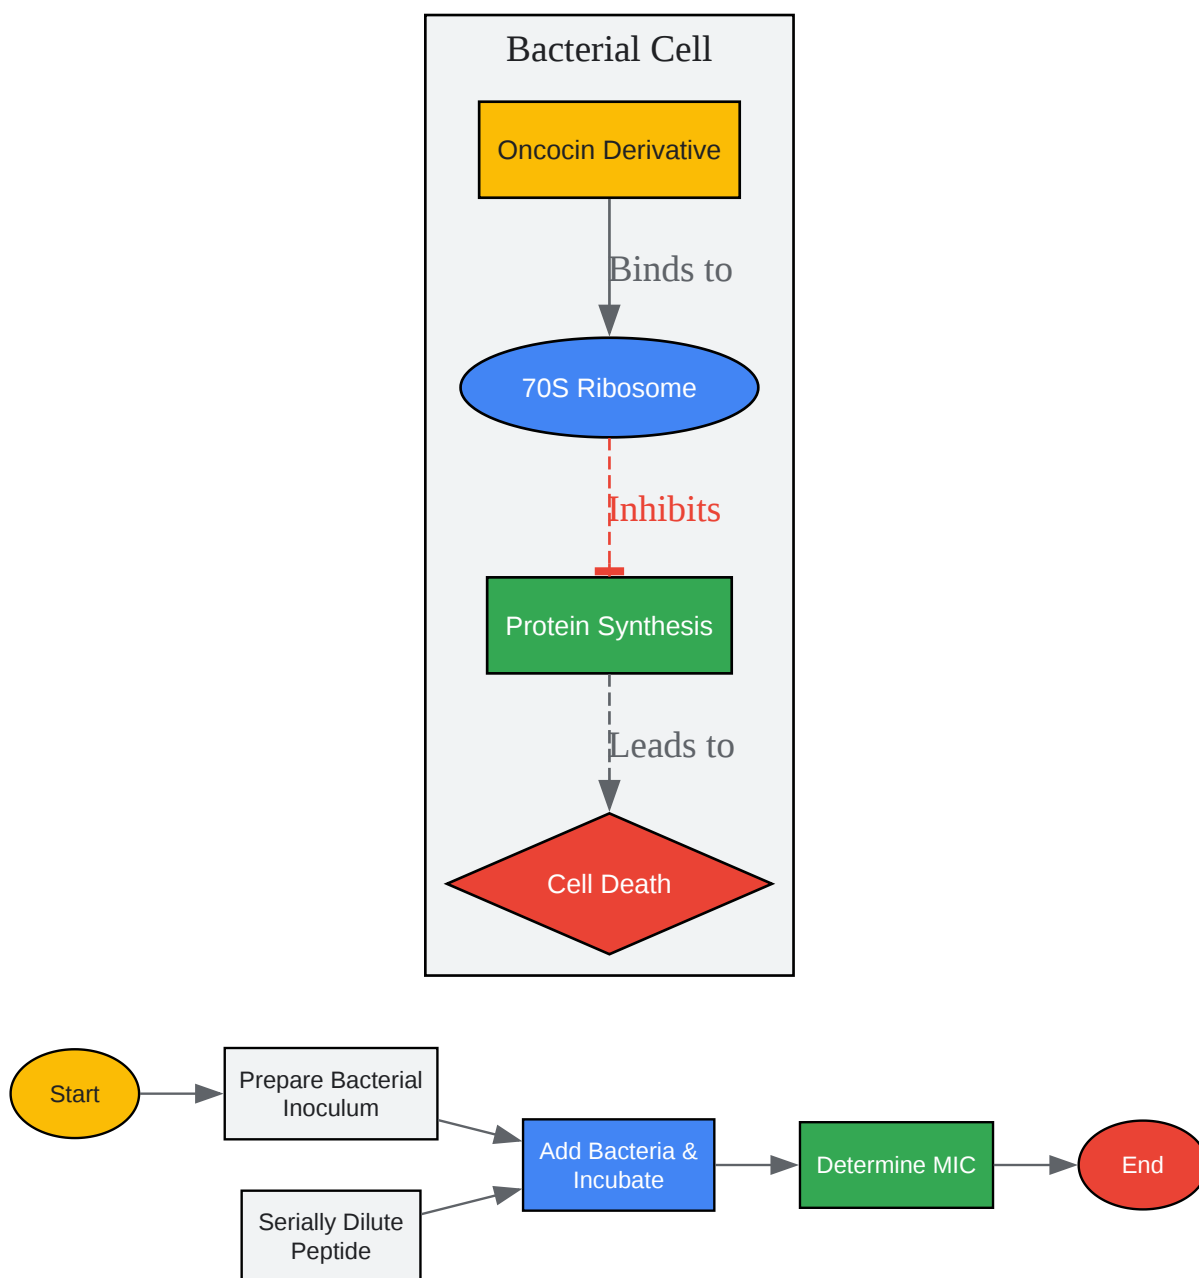 Bacterial Cell
Oncocin Derivative
Binds to
70S Ribosome
Inhibits
Protein Synthesis
Leads to
Cell Death
Start
Prepare Bacterial
Inoculum
Add Bacteria &
Incubate
Determine MIC
End
Serially Dilute
Peptide